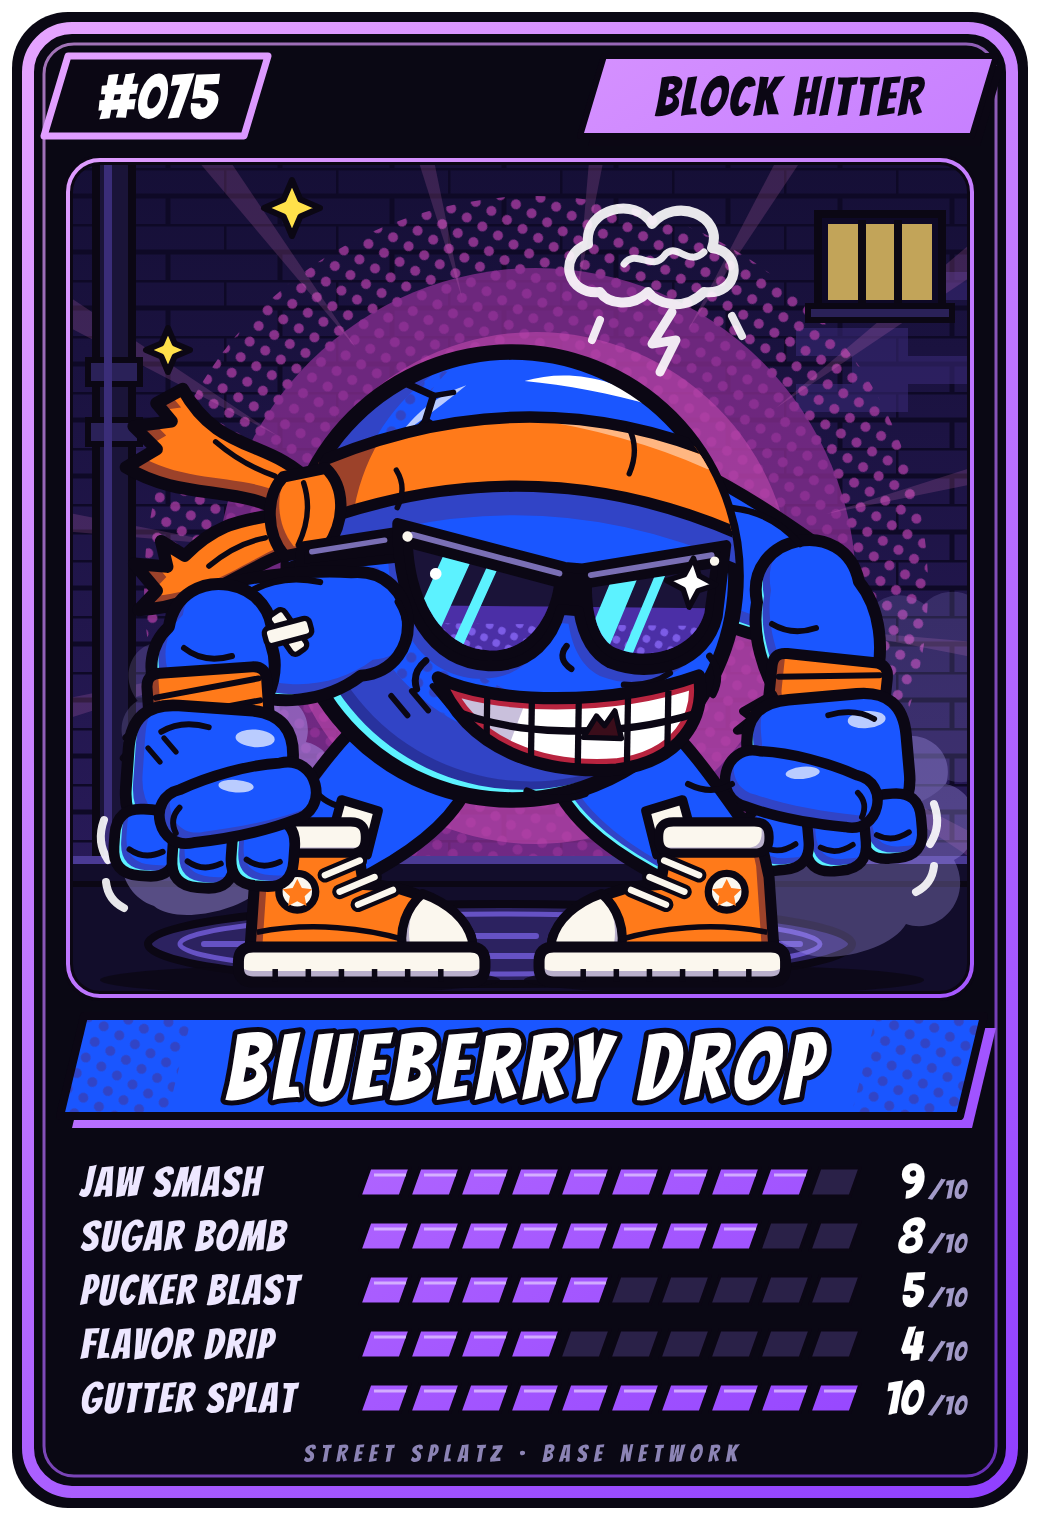 #075
BLOCK HITTER
BLUEBERRY DROP
JAW SMASH 9/10
SUGAR BOMB 8/10
PUCKER BLAST 5/10
FLAVOR DRIP 4/10
GUTTER SPLAT 10/10
STREET SPLATZ · BASE NETWORK